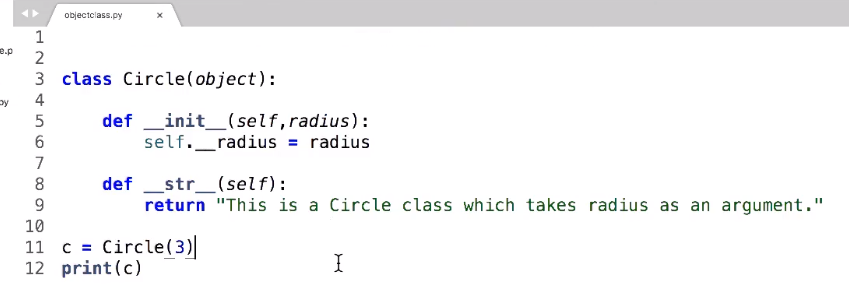 objectclass.py ×
e.p
py
1
2
3 class Circle(object):
4
5 def __init__(self,radius):
6 self.__radius = radius
7
8 def __str__(self):
9 return "This is a Circle class which takes radius as an argument."
10
11 c = Circle(3)
12 print(c)